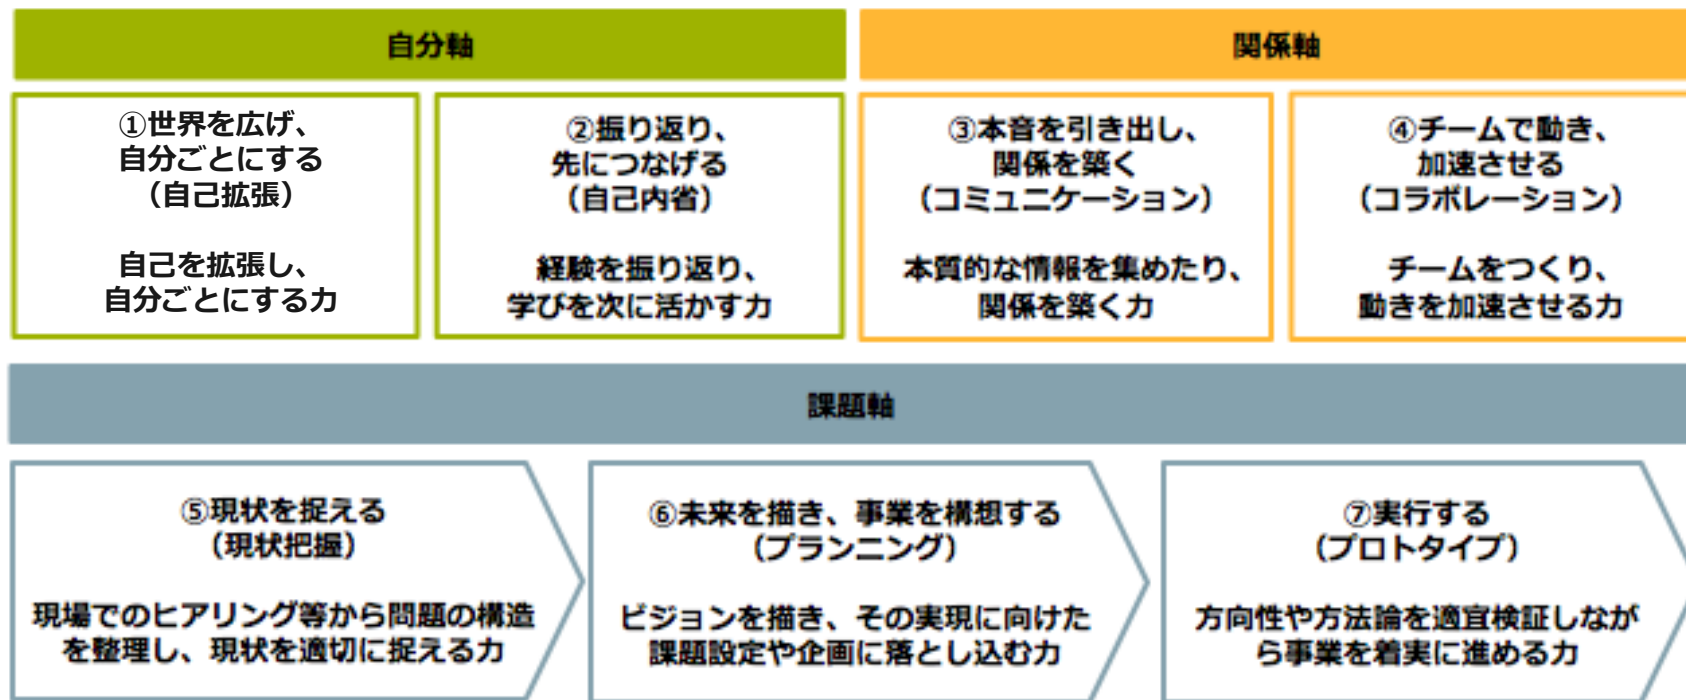 自分軸
①世界を広げ、
自分ごとにする
（自己拡張）
自己を拡張し、
自分ごとにする力
②振り返り、
先につなげる
（自己内省）
経験を振り返り、
学びを次に活かす力
関係軸
③本音を引き出し、
関係を築く
（コミュニケーション）
本質的な情報を集めたり、
関係を築く力
④チームで動き、
加速させる
（コラボレーション）
チームをつくり、
動きを加速させる力
課題軸
⑤現状を捉える
（現状把握）
現場でのヒアリング等から問題の構造
を整理し、現状を適切に捉える力
⑥未来を描き、事業を構想する
（プランニング）
ビジョンを描き、その実現に向けた
課題設定や企画に落とし込む力
⑦実行する
（プロトタイプ）
方向性や方法論を適宜検証しなが
ら事業を着実に進める力